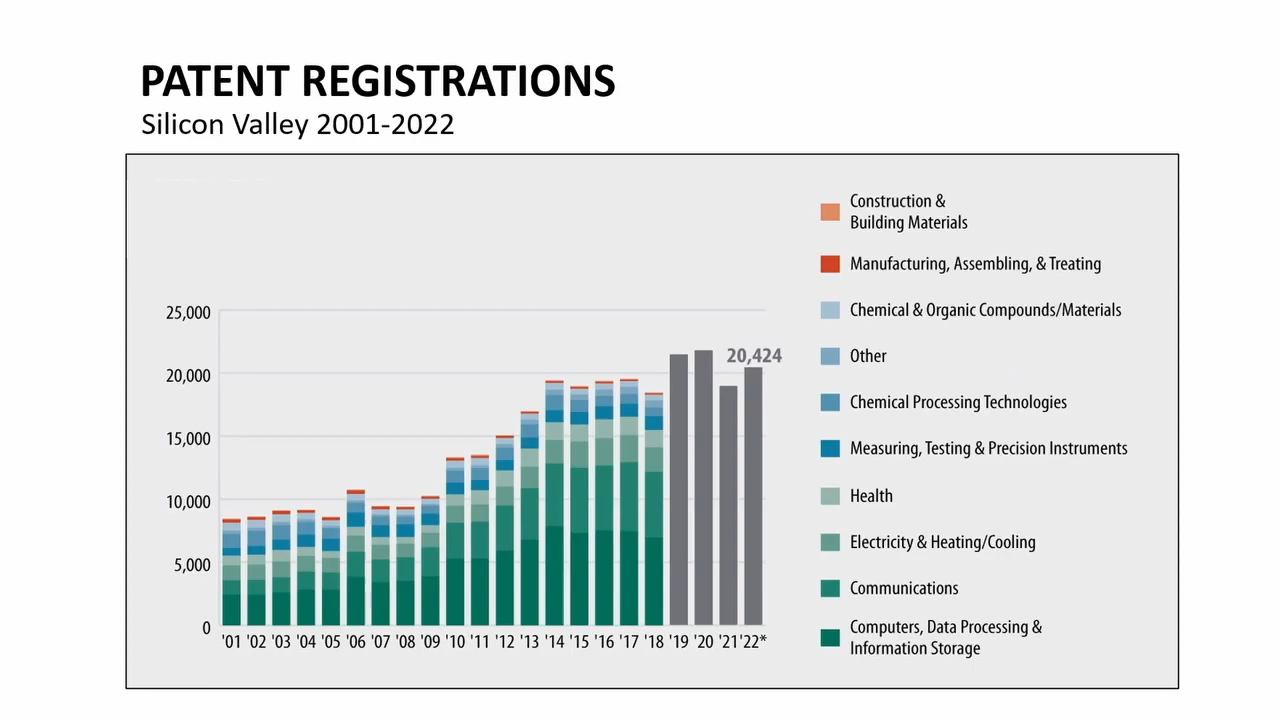 PATENT REGISTRATIONS
Silicon Valley 2001-2022
Construction &
Building Materials
Manufacturing, Assembling, & Treating
Chemical & Organic Compounds/Materials
Other
Chemical Processing Technologies
Measuring, Testing & Precision Instruments
Health
Electricity & Heating/Cooling
Communications
Computers, Data Processing &
Information Storage
25,000
20,000
15,000
10,000
5,000
0
20,424
'01 '02 '03 '04 '05 '06 '07 '08 '09 '10 '11 '12 '13 '14 '15 '16 '17 '18 '19 '20 '21 '22*